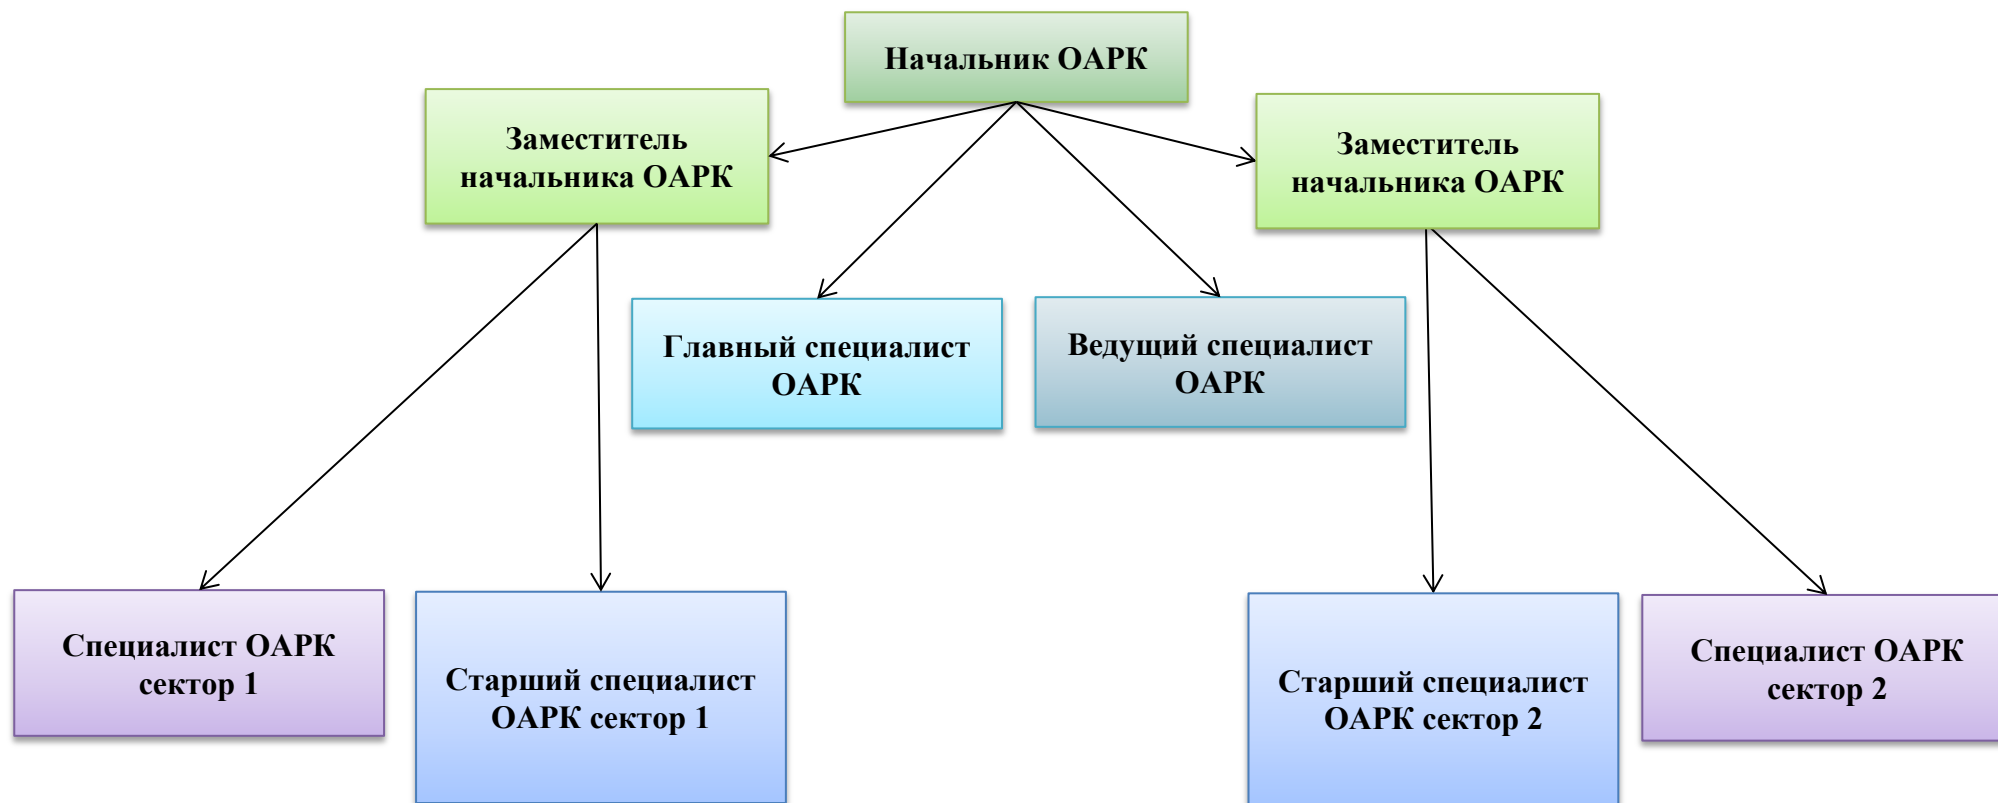 Начальник ОАРК
Заместитель
начальника ОАРК
Заместитель
начальника ОАРК
Главный специалист
ОАРК
Ведущий специалист
ОАРК
Специалист ОАРК
сектор 1
Старший специалист
ОАРК сектор 1
Старший специалист
ОАРК сектор 2
Специалист ОАРК
сектор 2